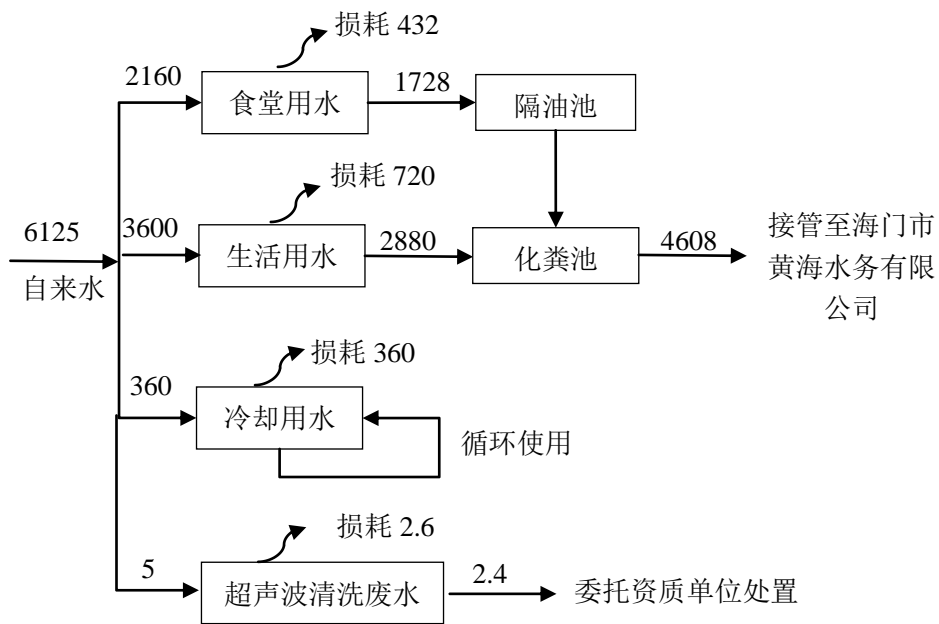 损耗 432
2160
食堂用水
1728
隔油池
损耗 720
6125
自来水
3600
生活用水
2880
化粪池
4608
接管至海门市
黄海水务有限
公司
损耗 360
360
冷却用水
循环使用
损耗 2.6
5
超声波清洗废水
2.4
委托资质单位处置